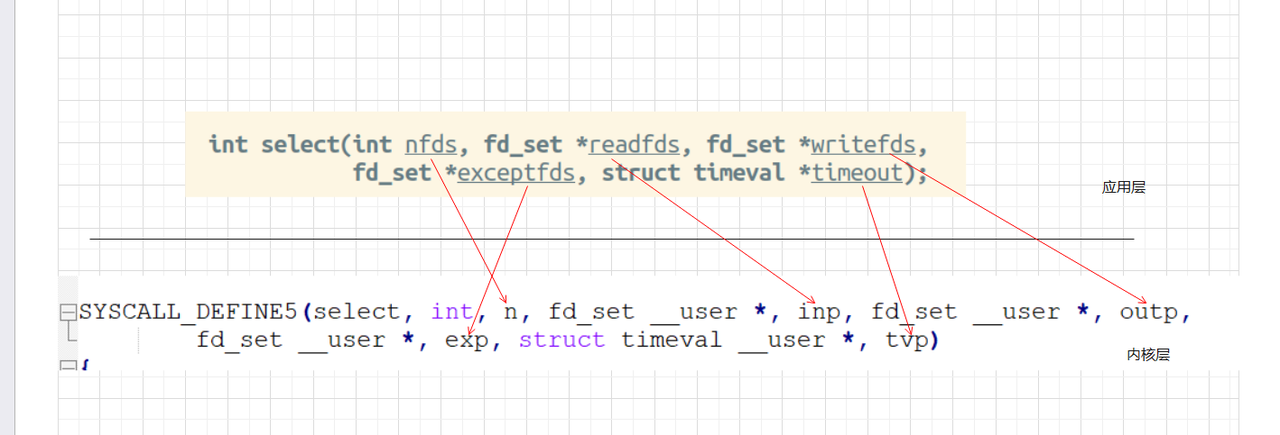 int select(int nfds, fd_set *readfds, fd_set *writefds,
fd_set *exceptfds, struct timeval *timeout);
应用层
SYSCALL_DEFINE5(select, int, n, fd_set __user *, inp, fd_set __user *, outp,
fd_set __user *, exp, struct timeval __user *, tvp)
内核层
{